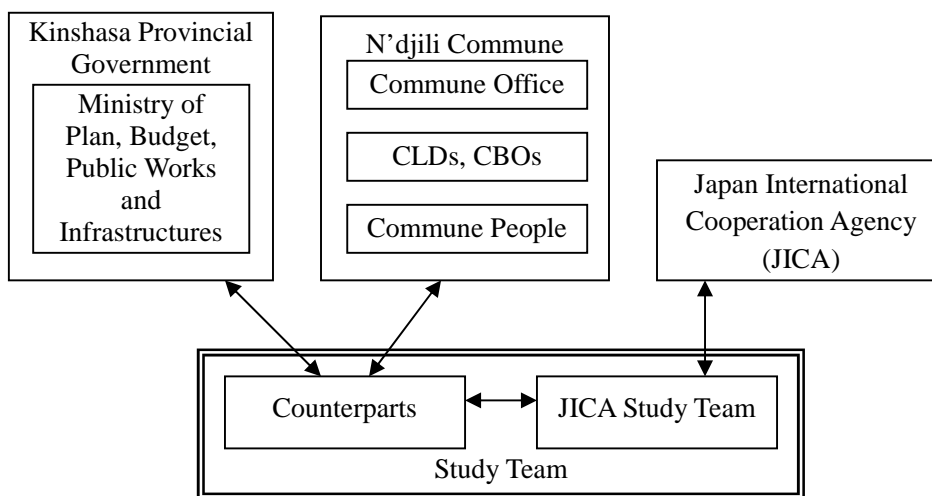 Kinshasa Provincial
Government
Ministry of
Plan, Budget,
Public Works
and
Infrastructures
N’djili Commune
Commune Office
CLDs, CBOs
Commune People
Japan International
Cooperation Agency
(JICA)
Counterparts
JICA Study Team
Study Team